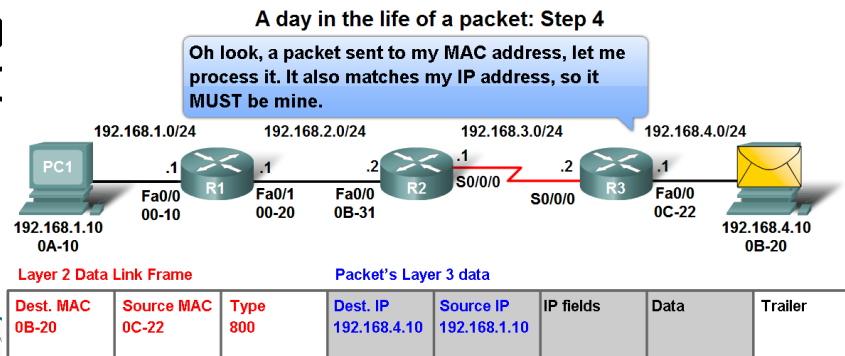 A day in the life of a packet: Step 4
Oh look, a packet sent to my MAC address, let me
process it. It also matches my IP address, so it
MUST be mine.
192.168.1.0/24 192.168.2.0/24 192.168.3.0/24 192.168.4.0/24
PC1 .1 R1 .1 .2 R2 .1 .2 R3 .1
Fa0/0 Fa0/1 Fa0/0 S0/0/0 S0/0/0 Fa0/0
00-10 00-20 0B-31 0C-22
192.168.1.10 192.168.4.10
0A-10 0B-20
Layer 2 Data Link Frame Packet's Layer 3 data
Dest. MAC Source MAC Type Dest. IP Source IP IP fields Data Trailer
0B-20 0C-22 800 192.168.4.10 192.168.1.10